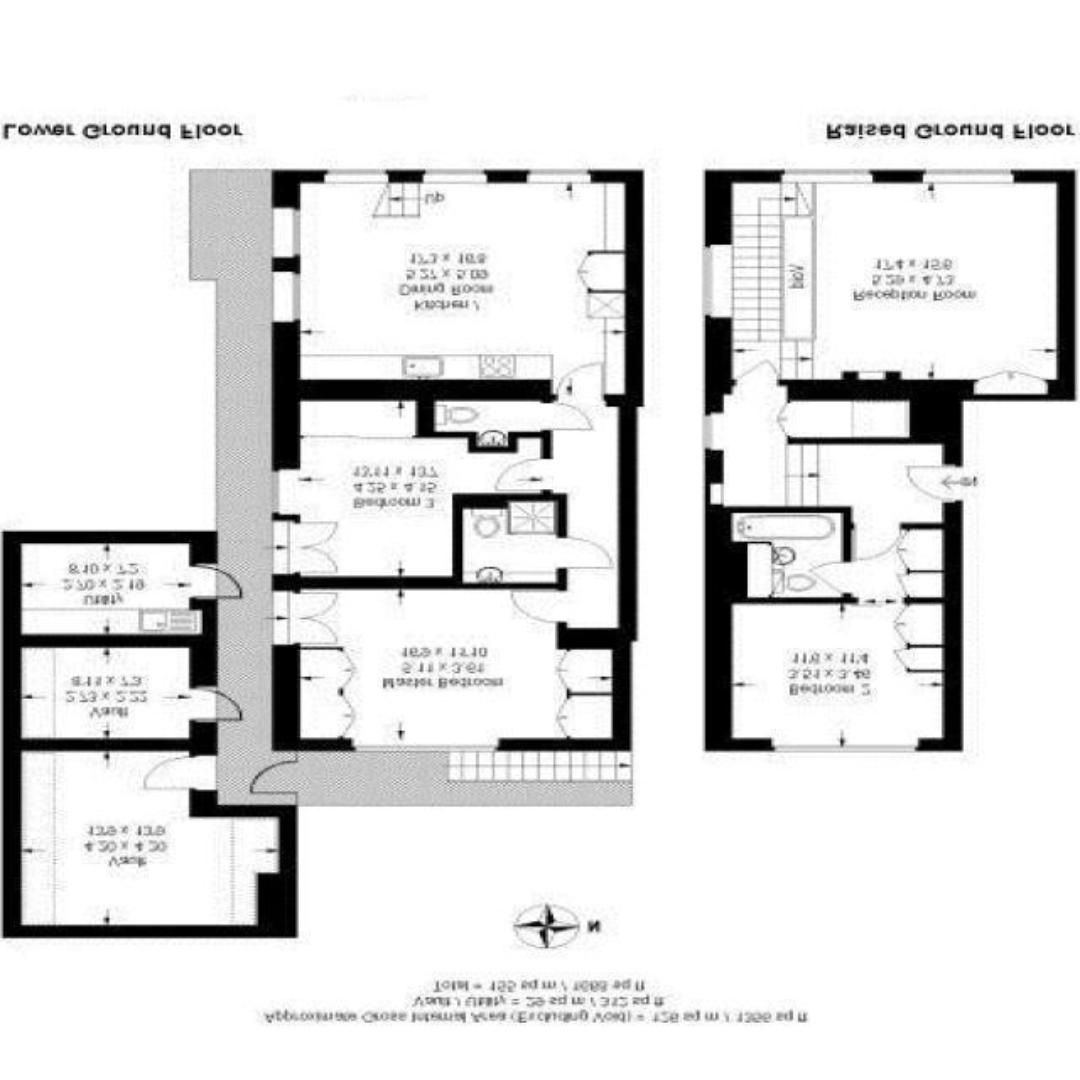 Approximate Gross Internal Area (Excluding Void) = 126 sq m / 1356 sq ft
Vault / Utility = 29 sq m / 312 sq ft
Total = 155 sq m / 1668 sq ft
N
Vault
4.20 x 4.20
13'9 x 13'9
Vault
2.73 x 2.22
8'11 x 7'3
Utility
2.70 x 2.19
8'10 x 7'2
Master Bedroom
5.11 x 3.61
16'9 x 11'10
Bedroom 3
4.25 x 4.15
13'11 x 13'7
Kitchen /
Dining Room
5.27 x 5.09
17'3 x 16'8
Up
Lower Ground Floor
Bedroom 2
3.51 x 3.46
11'6 x 11'4
IN
Reception Room
5.29 x 4.73
17'4 x 15'6
Void
Raised Ground Floor